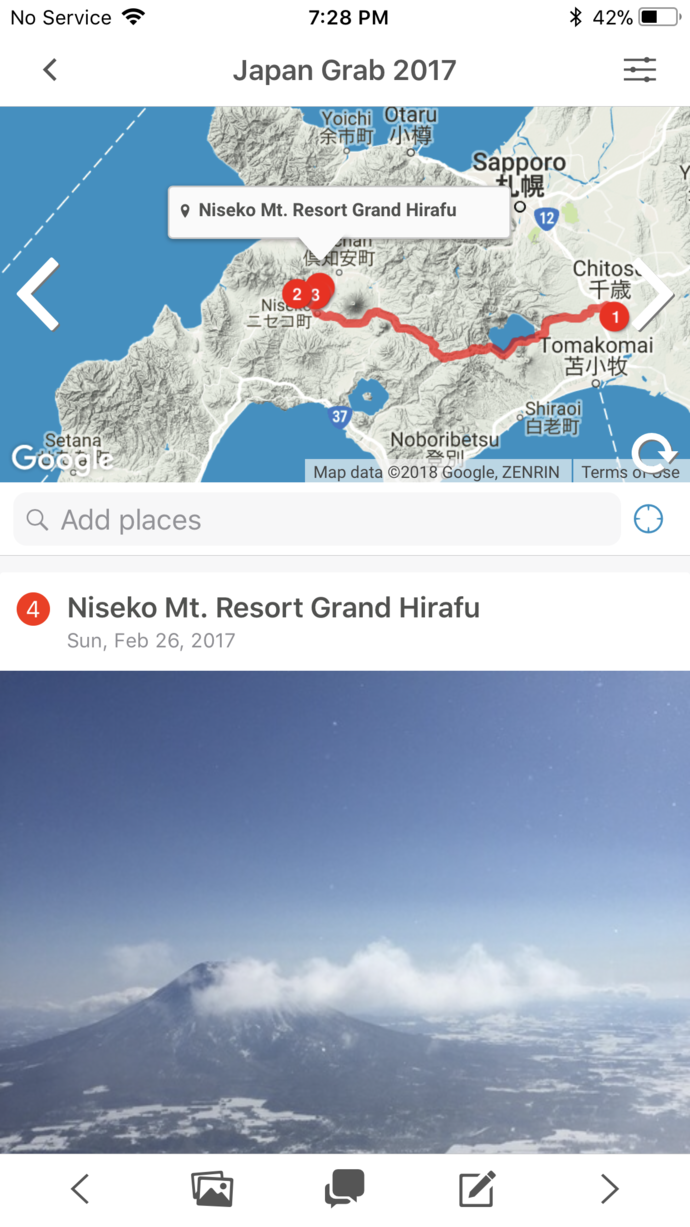 No Service
7:28 PM
42%
Japan Grab 2017
Yoichi
余市町
Otaru
小樽
Sapporo
札幌
12
Niseko Mt. Resort Grand Hirafu
倶知安町
2
3
ニセコ町
千歳
1
Tomakomai
苫小牧
37
Shiraoi
白老町
Noboribetsu
登別
Setana
Google
Map data ©2018 Google, ZENRIN
Terms of Use
Add places
4
Niseko Mt. Resort Grand Hirafu
Sun, Feb 26, 2017